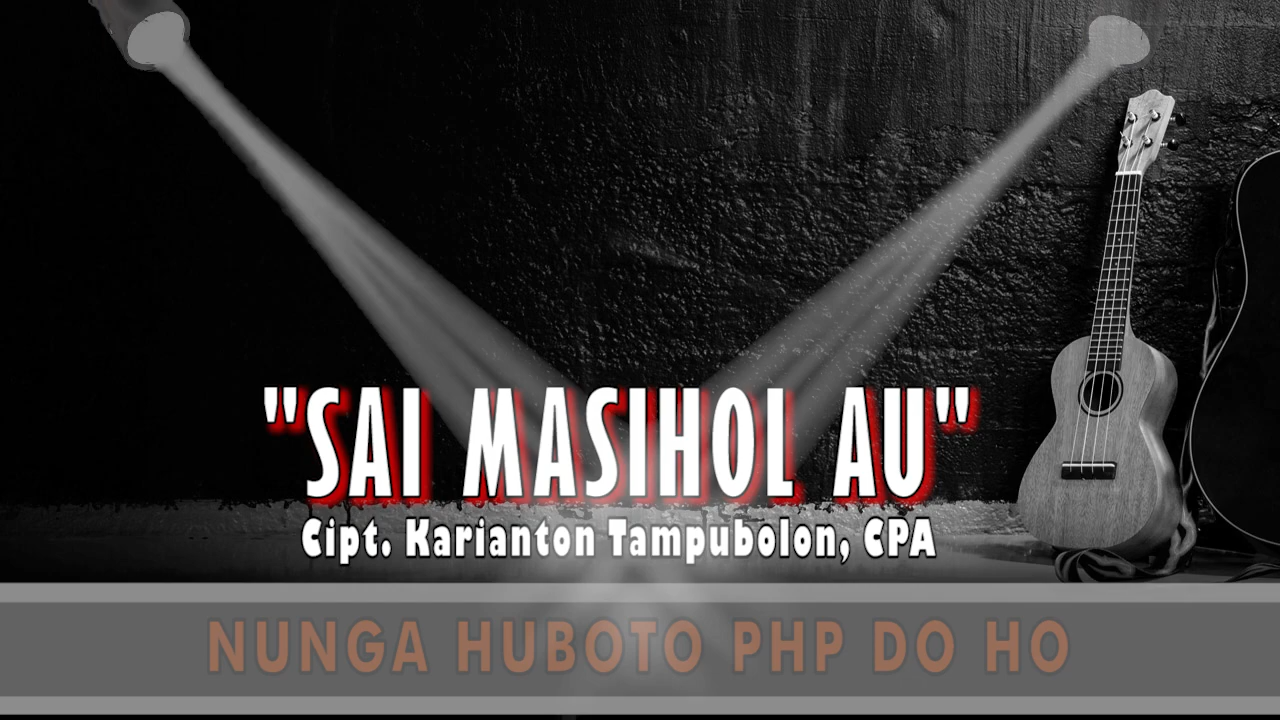 "SAI MASIHOL AU"
Cipt. Karianton Tampubolon, CPA
NUNGA HUBOTO PHP DO HO